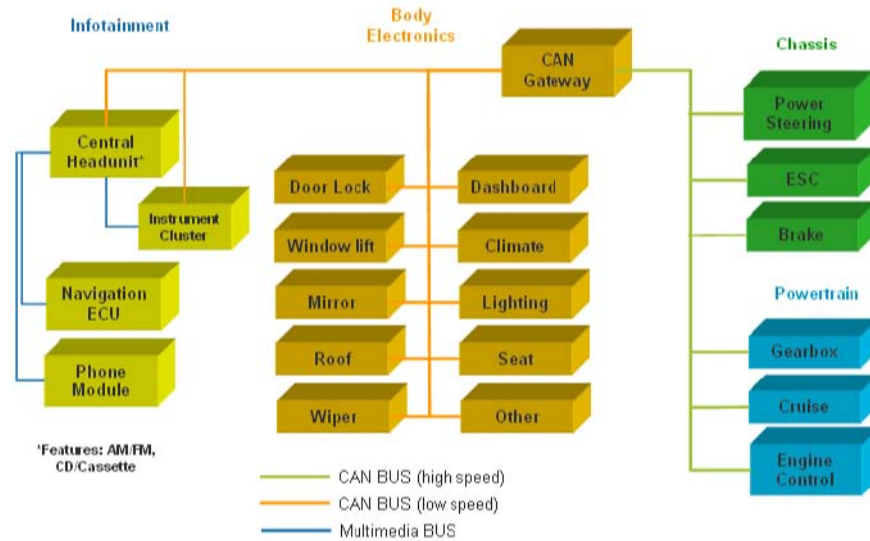 Infotainment
Body
Electronics
CAN
Gateway
Chassis
Power
Steering
ESC
Brake
Central
Headunit*
Instrument
Cluster
Navigation
ECU
Phone
Module
Door Lock
Dashboard
Window lift
Climate
Mirror
Lighting
Roof
Seat
Wiper
Other
Powertrain
Gearbox
Cruise
Engine
Control
*Features: AM/FM,
CD/Cassette
CAN BUS (high speed)
CAN BUS (low speed)
Multimedia BUS